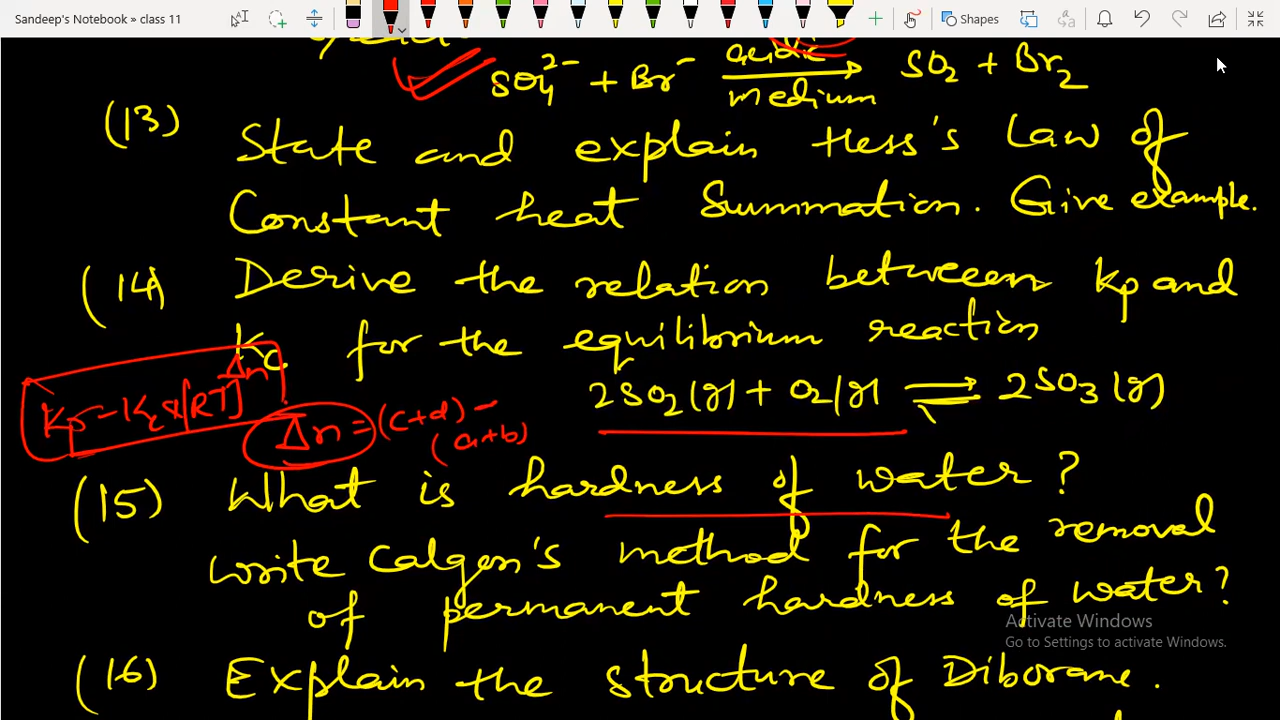 Sandeep's Notebook » class 11
Shapes
SO₄²⁻ + Br⁻ acidic medium → SO₂ + Br₂
(13) State and explain Hess's Law of
Constant heat Summation. Give example.
(14) Derive the relation between Kp and
Kc for the equilibrium reaction
2SO₂(g) + O₂(g) ⇌ 2SO₃(g)
Kp = Kc x [RT]^Δn
Δn = (c+d) -
(a+b)
(15) What is hardness of water?
write Calgon's method for the removal
of permanent hardness of water?
Activate Windows
Go to Settings to activate Windows.
(16) Explain the structure of Diborane.